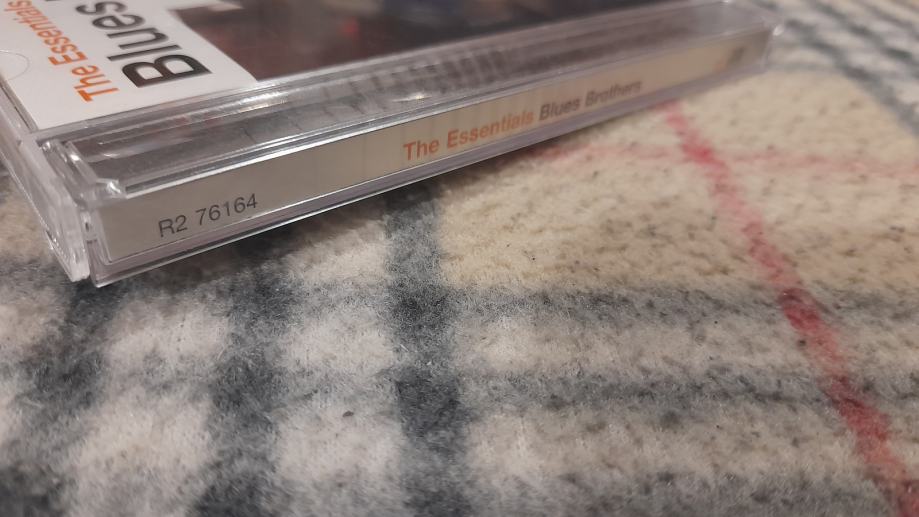 The Essentials
Blues
The Essentials Blues Brothers
R2 76164